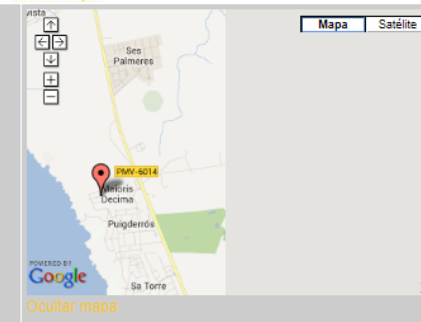 vista
Mapa Satélite
Ses
Palmeres
PMV-6014
Maioris
Decima
Puigderrós
POWERED BY
Google
Sa Torre
Ocultar mapa